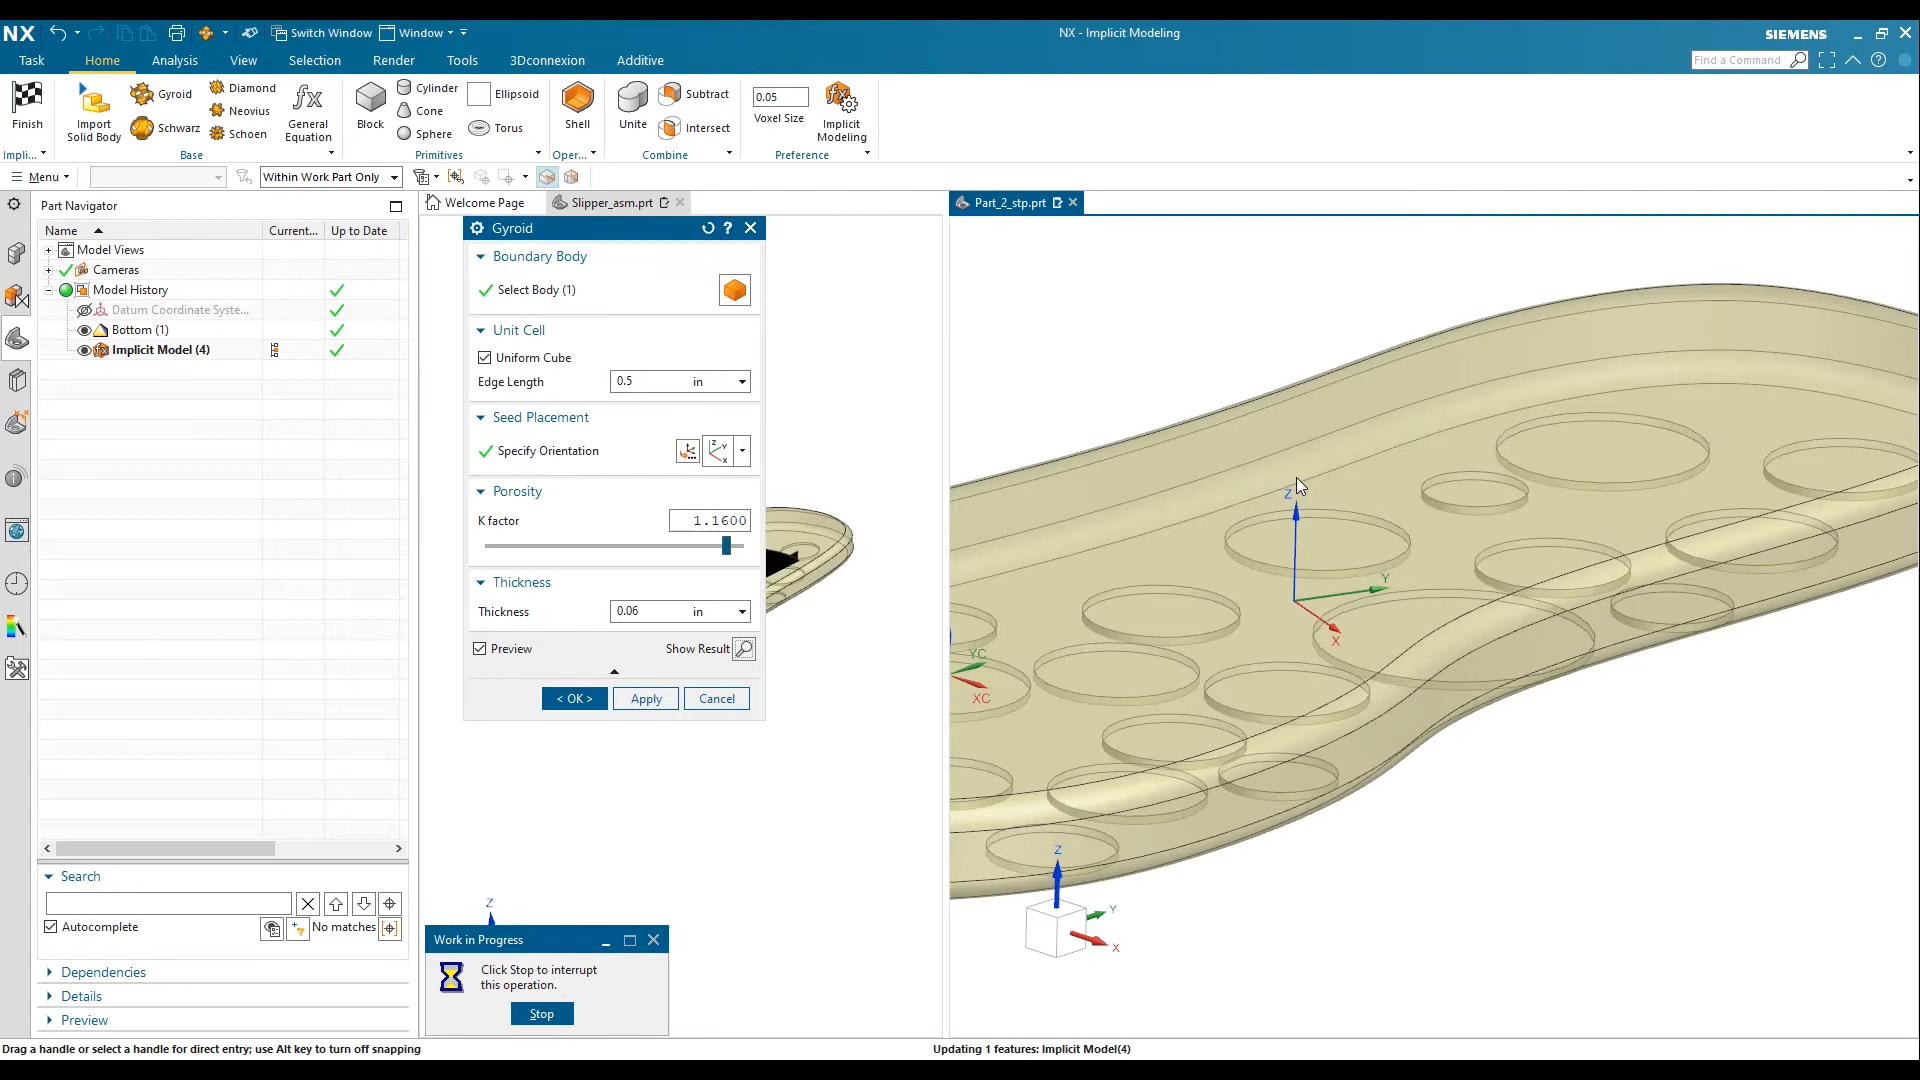 NX
Switch Window
Window
NX - Implicit Modeling
SIEMENS
Task
Home
Analysis
View
Selection
Render
Tools
3Dconnexion
Additive
Find a Command
Finish
Import
Solid Body
Gyroid
Schwarz
Diamond
Neovius
Schoen
General
Equation
Block
Cylinder
Cone
Sphere
Ellipsoid
Torus
Shell
Unite
Subtract
Intersect
0.05
Voxel Size
Implicit
Modeling
Impli...
Base
Primitives
Oper...
Combine
Preference
Menu
Within Work Part Only
Part Navigator
Name
Current...
Up to Date
Model Views
Cameras
Model History
Datum Coordinate Syste...
Bottom (1)
Implicit Model (4)
Search
Autocomplete
No matches
Dependencies
Details
Preview
Welcome Page
Slipper_asm.prt
Part_2_stp.prt
Gyroid
Boundary Body
Select Body (1)
Unit Cell
Uniform Cube
Edge Length
0.5 in
Seed Placement
Specify Orientation
Porosity
K factor
1.1600
Thickness
Thickness
0.06 in
Preview
Show Result
< OK >
Apply
Cancel
Z
Work in Progress
Click Stop to interrupt
this operation.
Stop
Z
Y
X
YC
XC
Z
Y
X
Drag a handle or select a handle for direct entry; use Alt key to turn off snapping
Updating 1 features: Implicit Model(4)